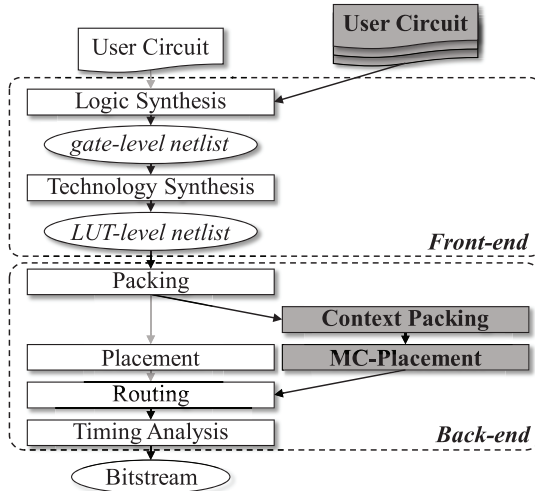 User Circuit
User Circuit
Logic Synthesis
gate-level netlist
Technology Synthesis
LUT-level netlist
Front-end
Packing
Context Packing
Placement
MC-Placement
Routing
Timing Analysis
Back-end
Bitstream